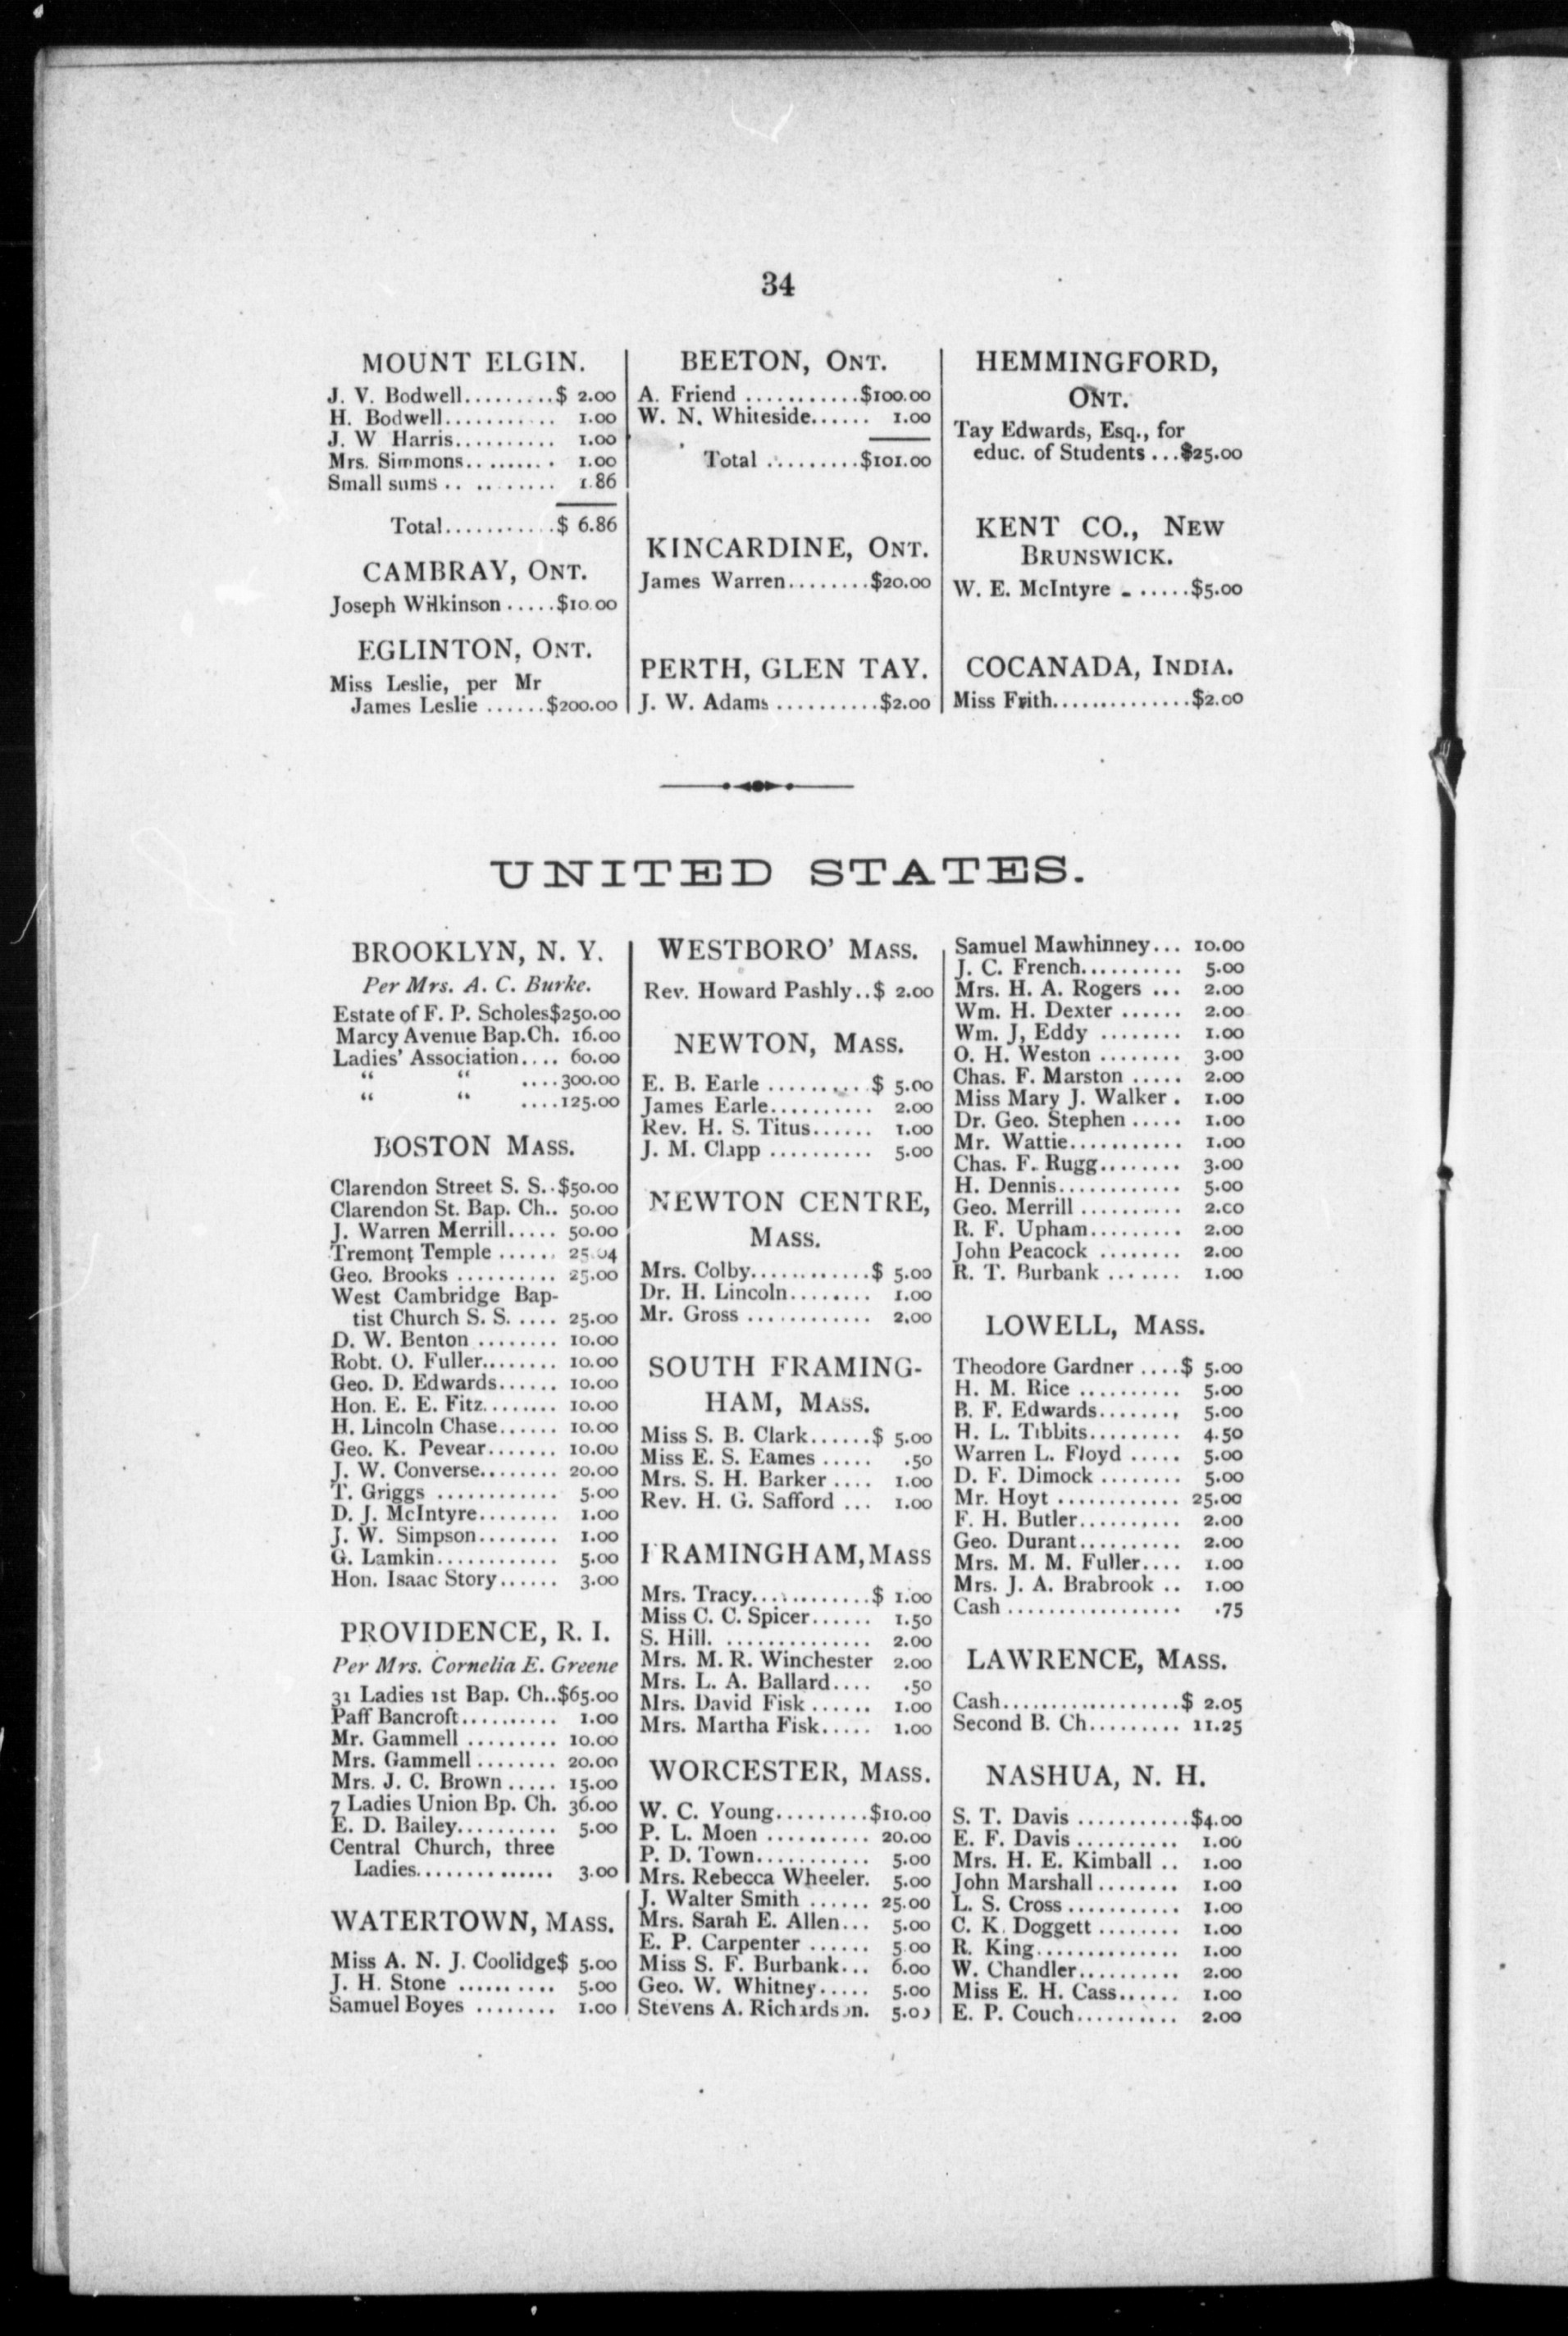 34
MOUNT ELGIN.
J. V. Bodwell.........$ 2.00
H. Bodwell........... 1.00
J. W Harris.......... 1.00
Mrs. Simmons......... 1.00
Small sums .. ........ 1.86
Total...........$ 6.86
CAMBRAY, ONT.
Joseph Wilkinson .....$10.00
EGLINTON, ONT.
Miss Leslie, per Mr
James Leslie ......$200.00
BEETON, ONT.
A. Friend ...........$100.00
W. N. Whiteside...... 1.00
Total .........$101.00
KINCARDINE, ONT.
James Warren........$20.00
PERTH, GLEN TAY.
J. W. Adams ..........$2.00
HEMMINGFORD,
ONT.
Tay Edwards, Esq., for
educ. of Students ...$25.00
KENT CO., NEW
BRUNSWICK.
W. E. McIntyre . .....$5.00
COCANADA, INDIA.
Miss Frith..............$2.00
UNITED STATES.
BROOKLYN, N. Y.
Per Mrs. A. C. Burke.
Estate of F. P. Scholes$250.00
Marcy Avenue Bap.Ch. 16.00
Ladies' Association.... 60.00
“ “ ....300.00
“ “ ....125.00
BOSTON MASS.
Clarendon Street S. S..$50.00
Clarendon St. Bap. Ch.. 50.00
J. Warren Merrill..... 50.00
Tremont Temple ...... 25.04
Geo. Brooks .......... 25.00
West Cambridge Bap-
tist Church S. S. .... 25.00
D. W. Benton ........ 10.00
Robt. O. Fuller........ 10.00
Geo. D. Edwards...... 10.00
Hon. E. E. Fitz........ 10.00
H. Lincoln Chase...... 10.00
Geo. K. Pevear....... 10.00
J. W. Converse........ 20.00
T. Griggs ............ 5.00
D. J. McIntyre........ 1.00
J. W. Simpson........ 1.00
G. Lamkin............ 5.00
Hon. Isaac Story...... 3.00
PROVIDENCE, R. I.
Per Mrs. Cornelia E. Greene
31 Ladies 1st Bap. Ch..$65.00
Paff Bancroft.......... 1.00
Mr. Gammell ......... 10.00
Mrs. Gammell ........ 20.00
Mrs. J. C. Brown ..... 15.00
7 Ladies Union Bp. Ch. 36.00
E. D. Bailey.......... 5.00
Central Church, three
Ladies.............. 3.00
WATERTOWN, MASS.
Miss A. N. J. Coolidge$ 5.00
J. H. Stone .......... 5.00
Samuel Boyes ........ 1.00
WESTBORO' MASS.
Rev. Howard Pashly..$ 2.00
NEWTON, MASS.
E. B. Earle ..........$ 5.00
James Earle.......... 2.00
Rev. H. S. Titus...... 1.00
J. M. Clapp .......... 5.00
NEWTON CENTRE,
MASS.
Mrs. Colby............$ 5.00
Dr. H. Lincoln........ 1.00
Mr. Gross ............ 2.00
SOUTH FRAMING-
HAM, MASS.
Miss S. B. Clark......$ 5.00
Miss E. S. Eames ..... .50
Mrs. S. H. Barker .... 1.00
Rev. H. G. Safford ... 1.00
FRAMINGHAM, MASS
Mrs. Tracy............$ 1.00
Miss C. C. Spicer...... 1.50
S. Hill. .............. 2.00
Mrs. M. R. Winchester 2.00
Mrs. L. A. Ballard.... .50
Mrs. David Fisk ...... 1.00
Mrs. Martha Fisk..... 1.00
WORCESTER, MASS.
W. C. Young.........$10.00
P. L. Moen .......... 20.00
P. D. Town........... 5.00
Mrs. Rebecca Wheeler. 5.00
J. Walter Smith ...... 25.00
Mrs. Sarah E. Allen... 5.00
E. P. Carpenter ...... 5.00
Miss S. F. Burbank... 6.00
Geo. W. Whitney..... 5.00
Stevens A. Richardson. 5.00
Samuel Mawhinney... 10.00
J. C. French.......... 5.00
Mrs. H. A. Rogers ... 2.00
Wm. H. Dexter ...... 2.00
Wm. J, Eddy ........ 1.00
O. H. Weston ........ 3.00
Chas. F. Marston ..... 2.00
Miss Mary J. Walker . 1.00
Dr. Geo. Stephen ..... 1.00
Mr. Wattie........... 1.00
Chas. F. Rugg........ 3.00
H. Dennis............ 5.00
Geo. Merrill .......... 2.00
R. F. Upham......... 2.00
John Peacock ........ 2.00
R. T. Burbank ....... 1.00
LOWELL, MASS.
Theodore Gardner ....$ 5.00
H. M. Rice .......... 5.00
B. F. Edwards........ 5.00
H. L. Tibbits......... 4.50
Warren L. Floyd ..... 5.00
D. F. Dimock ........ 5.00
Mr. Hoyt ............ 25.00
F. H. Butler.......... 2.00
Geo. Durant.......... 2.00
Mrs. M. M. Fuller.... 1.00
Mrs. J. A. Brabrook .. 1.00
Cash ................. .75
LAWRENCE, MASS.
Cash..................$ 2.05
Second B. Ch......... 11.25
NASHUA, N. H.
S. T. Davis ...........$4.00
E. F. Davis .......... 1.00
Mrs. H. E. Kimball .. 1.00
John Marshall ........ 1.00
L. S. Cross ........... 1.00
C. K. Doggett ........ 1.00
R. King.............. 1.00
W. Chandler.......... 2.00
Miss E. H. Cass...... 1.00
E. P. Couch.......... 2.00